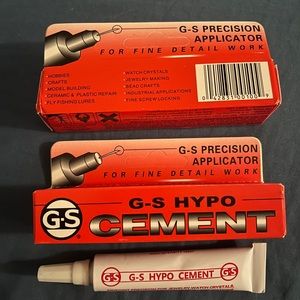 G-S PRECISION
APPLICATOR
FOR FINE DETAIL WORK
•HOBBIES
•CRAFTS
•MODEL BUILDING
•CERAMIC & PLASTIC REPAIR
•FLY FISHING LURES
•WATCH CRYSTALS
•JEWELRY MAKING
•BEAD CRAFTS
•INDUSTRIAL APPLICATIONS
•FINE SCREW LOCKING
G-S PRECISION
APPLICATOR
FOR FINE DETAIL WORK
G-S
G-S HYPO
CEMENT
G-S
G-S HYPO CEMENT
G-S